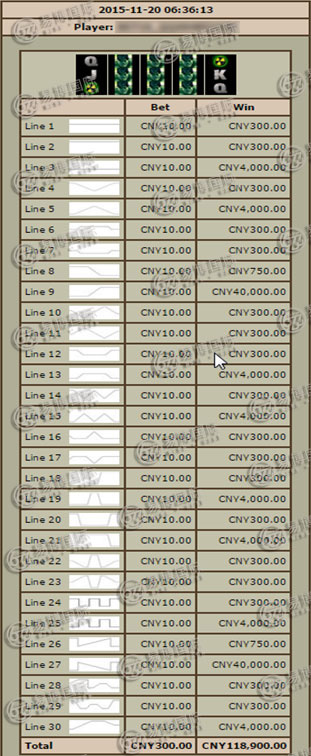 2015-11-20 06:36:13
Player:
Q J
K Q
Bet Win
Line 1 CNY10.00 CNY300.00
Line 2 CNY10.00 CNY300.00
Line 3 CNY10.00 CNY4,000.00
Line 4 CNY10.00 CNY300.00
Line 5 CNY10.00 CNY4,000.00
Line 6 CNY10.00 CNY300.00
Line 7 CNY10.00 CNY300.00
Line 8 CNY10.00 CNY750.00
Line 9 CNY10.00 CNY40,000.00
Line 10 CNY10.00 CNY300.00
Line 11 CNY10.00 CNY300.00
Line 12 CNY10.00 CNY300.00
Line 13 CNY10.00 CNY4,000.00
Line 14 CNY10.00 CNY300.00
Line 15 CNY10.00 CNY4,000.00
Line 16 CNY10.00 CNY300.00
Line 17 CNY10.00 CNY300.00
Line 18 CNY10.00 CNY300.00
Line 19 CNY10.00 CNY4,000.00
Line 20 CNY10.00 CNY300.00
Line 21 CNY10.00 CNY4,000.00
Line 22 CNY10.00 CNY300.00
Line 23 CNY10.00 CNY300.00
Line 24 CNY10.00 CNY300.00
Line 25 CNY10.00 CNY4,000.00
Line 26 CNY10.00 CNY750.00
Line 27 CNY10.00 CNY40,000.00
Line 28 CNY10.00 CNY300.00
Line 29 CNY10.00 CNY300.00
Line 30 CNY10.00 CNY4,000.00
Total CNY300.00 CNY118,900.00